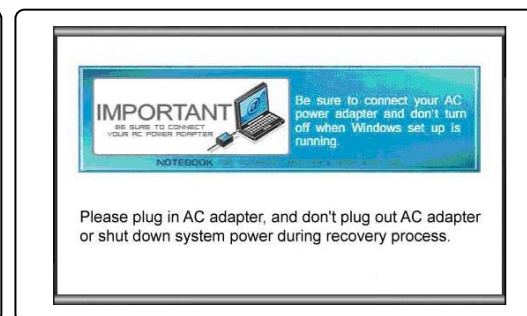 IMPORTANT
BE SURE TO CONNECT
YOUR AC POWER ADAPTER
Be sure to connect your AC
power adapter and don't turn
off when Windows set up is
running.
NOTEBOOK
Please plug in AC adapter, and don't plug out AC adapter
or shut down system power during recovery process.